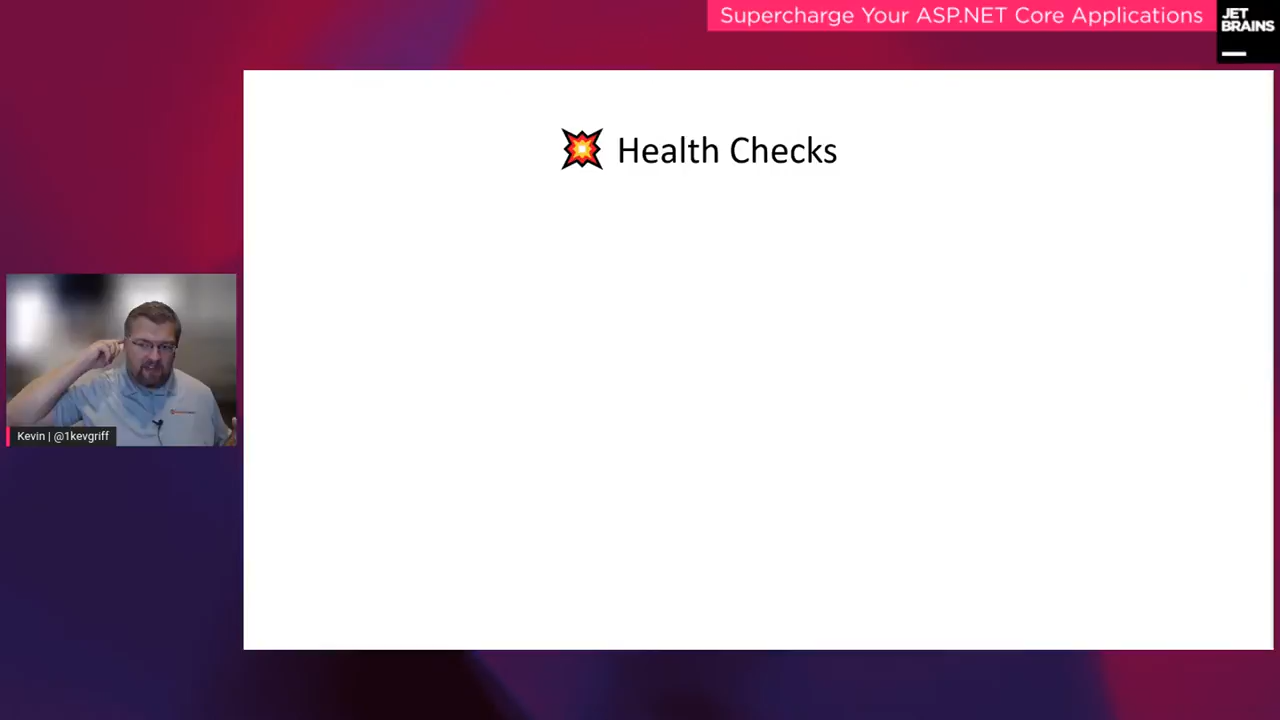 Supercharge Your ASP.NET Core Applications
JET
BRAINS
💥 Health Checks
Kevin | @1kevgriff